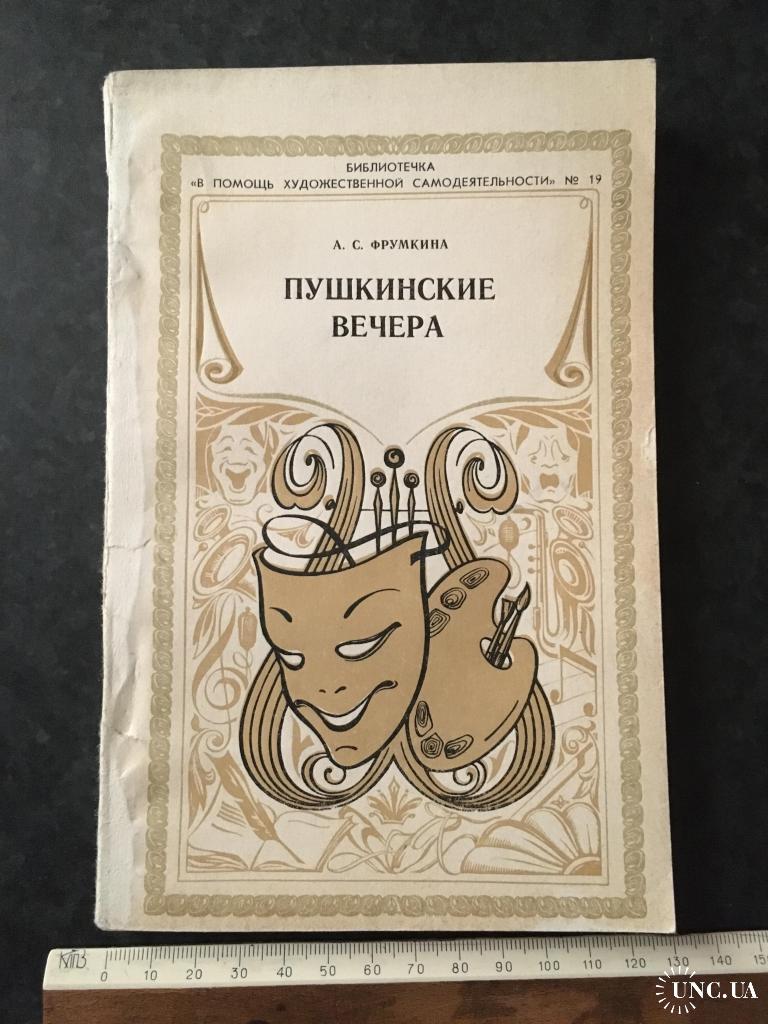 БИБЛИОТЕЧКА
«В ПОМОЩЬ ХУДОЖЕСТВЕННОЙ САМОДЕЯТЕЛЬНОСТИ» № 19
А. С. ФРУМКИНА
ПУШКИНСКИЕ
ВЕЧЕРА
0 10 20 30 40 50 60 70 80 90 100 110 120 130 140
UNC.UA